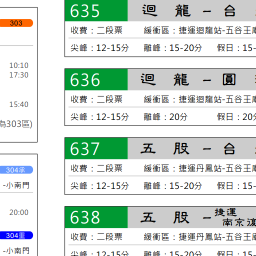 303
10:10
17:30
15:40
為303區)
304承
-小南門
20:00
304重
-小南門
635 迴龍－台
收費：二段票 緩衝區：捷運迴龍站-五谷王
尖峰：12-15分 離峰：15-20分 假日：15-
636 迴龍－圓
收費：二段票 緩衝區：捷運迴龍站-五谷王
尖峰：12-15分 離峰：20分 假日：20分
637 五股－台
收費：二段票 緩衝區：捷運丹鳳站-五谷王
尖峰：12-15分 離峰：15-20分 假日：15-
638 五股－捷運
南京
收費：二段票 緩衝區：捷運丹鳳站-五谷王
尖峰：12-15分 離峰：15-20分 假日：15-